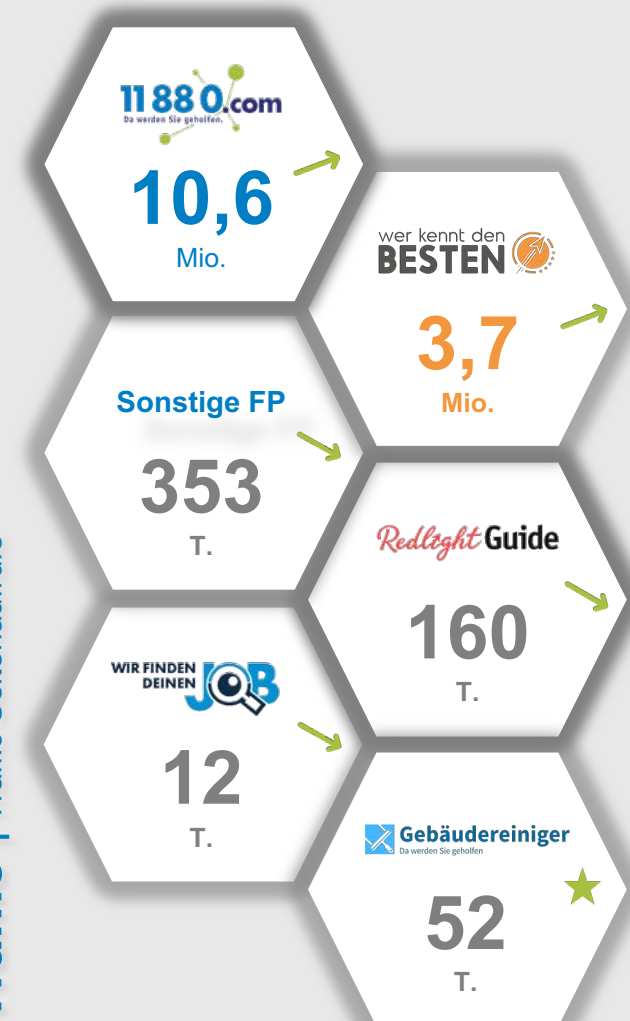 11880.com
Da werden Sie geholfen.
10,6
Mio.
wer kennt den
BESTEN
3,7
Mio.
Sonstige FP
353
T.
Redlight Guide
160
T.
WIR FINDEN
DEINEN JOB
12
T.
Gebäudereiniger
Da werden Sie geholfen
52
T.